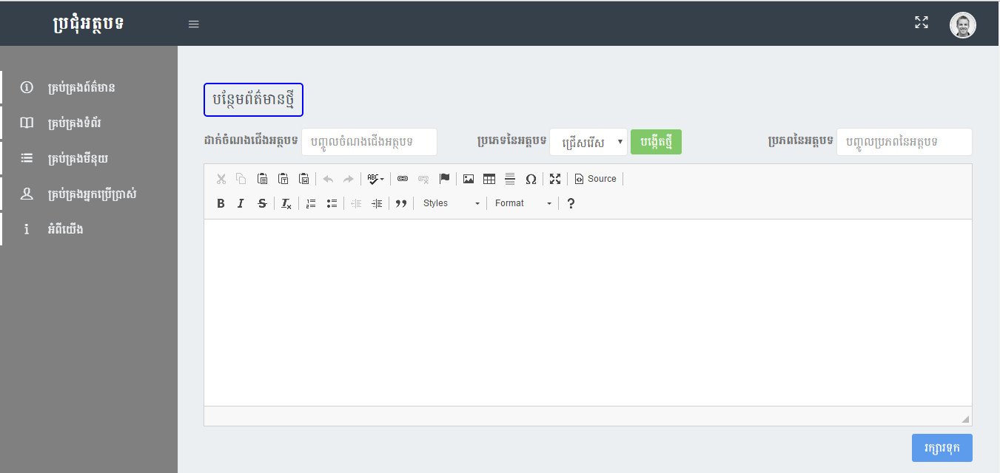 ប្រជុំអត្ថបទ
គ្រប់គ្រងព័ត៌មាន
គ្រប់គ្រងទំព័រ
គ្រប់គ្រងមីនុយ
គ្រប់គ្រងអ្នកប្រើប្រាស់
អំពីយើង
បន្ថែមព័ត៌មានថ្មី
ដាក់ចំណងជើងអត្ថបទ បញ្ចូលចំណងជើងអត្ថបទ ប្រភេទនៃអត្ថបទ ជ្រើសរើស បង្កើតថ្មី ប្រភពនៃអត្ថបទ បញ្ចូលប្រភពនៃអត្ថបទ
ABC Source
B I S Tx Styles Format ?
រក្សារទុក